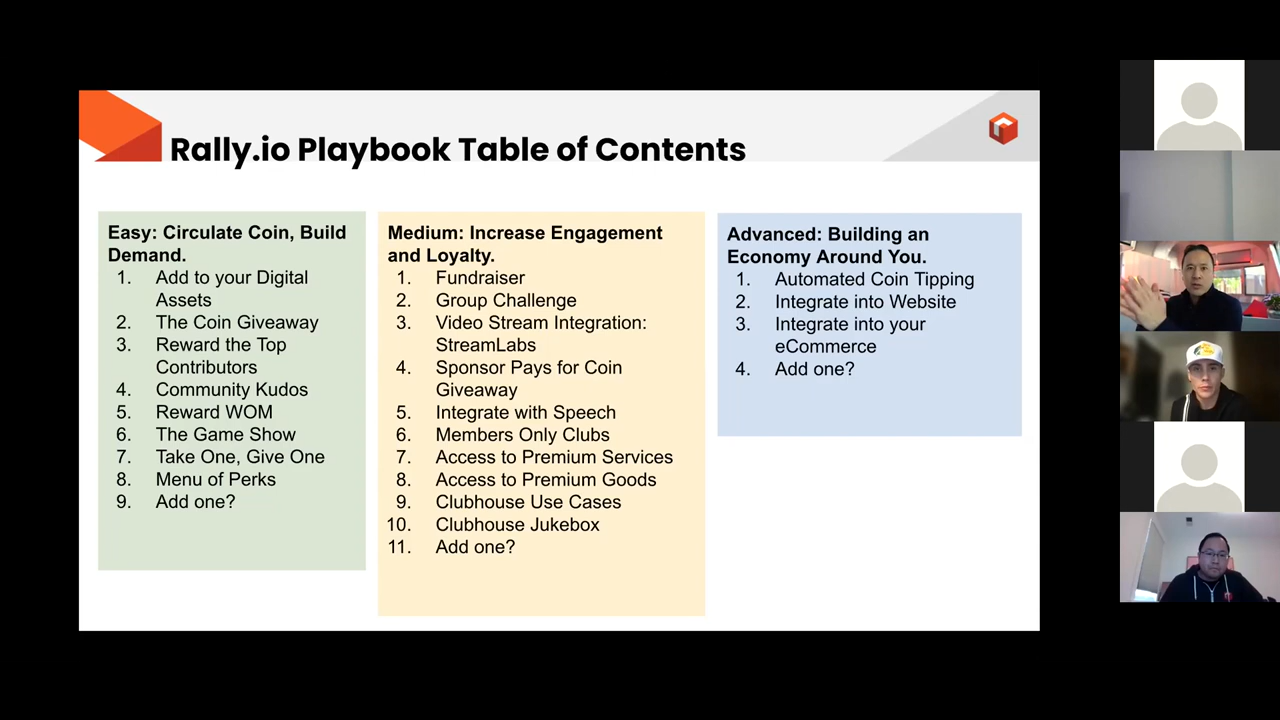 Rally.io Playbook Table of Contents
Easy: Circulate Coin, Build
Demand.
1. Add to your Digital
Assets
2. The Coin Giveaway
3. Reward the Top
Contributors
4. Community Kudos
5. Reward WOM
6. The Game Show
7. Take One, Give One
8. Menu of Perks
9. Add one?
Medium: Increase Engagement
and Loyalty.
1. Fundraiser
2. Group Challenge
3. Video Stream Integration:
StreamLabs
4. Sponsor Pays for Coin
Giveaway
5. Integrate with Speech
6. Members Only Clubs
7. Access to Premium Services
8. Access to Premium Goods
9. Clubhouse Use Cases
10. Clubhouse Jukebox
11. Add one?
Advanced: Building an
Economy Around You.
1. Automated Coin Tipping
2. Integrate into Website
3. Integrate into your
eCommerce
4. Add one?